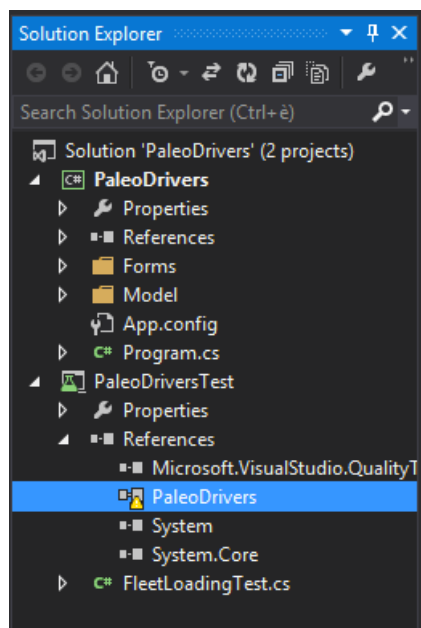 Solution Explorer
Search Solution Explorer (Ctrl+è)
Solution 'PaleoDrivers' (2 projects)
C# PaleoDrivers
Properties
References
Forms
Model
App.config
C# Program.cs
PaleoDriversTest
Properties
References
Microsoft.VisualStudio.QualityT
PaleoDrivers
System
System.Core
C# FleetLoadingTest.cs